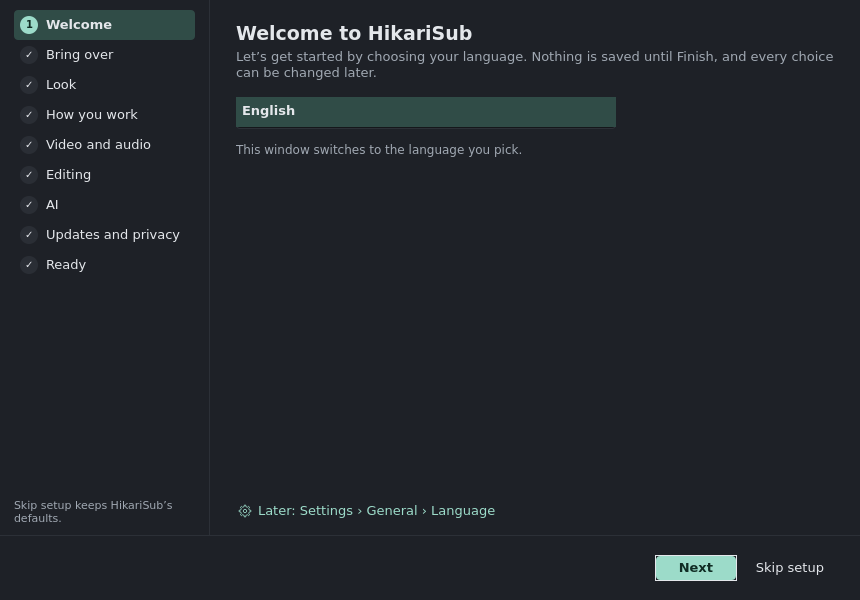 1 Welcome
✓ Bring over
✓ Look
✓ How you work
✓ Video and audio
✓ Editing
✓ AI
✓ Updates and privacy
✓ Ready
Skip setup keeps HikariSub’s
defaults.
Welcome to HikariSub
Let’s get started by choosing your language. Nothing is saved until Finish, and every choice
can be changed later.
English
This window switches to the language you pick.
Later: Settings › General › Language
Next
Skip setup